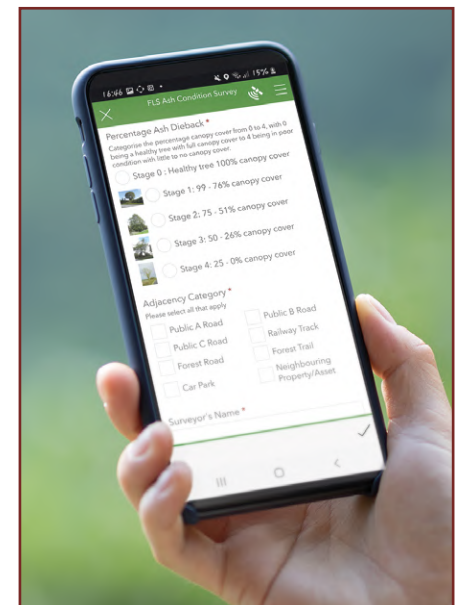 16:46 15%
FLS Ash Condition Survey
Percentage Ash Dieback *
Categorise the percentage canopy cover from 0 to 4, with 0
being a healthy tree with full canopy cover to 4 being in poor
condition with little to no canopy cover.
Stage 0 : Healthy tree 100% canopy cover
Stage 1: 99 - 76% canopy cover
Stage 2: 75 - 51% canopy cover
Stage 3: 50 - 26% canopy cover
Stage 4: 25 - 0% canopy cover
Adjacency Category *
Please select all that apply
Public A Road
Public B Road
Public C Road
Railway Track
Forest Road
Forest Trail
Car Park
Neighbouring
Property/Asset
Surveyor's Name *